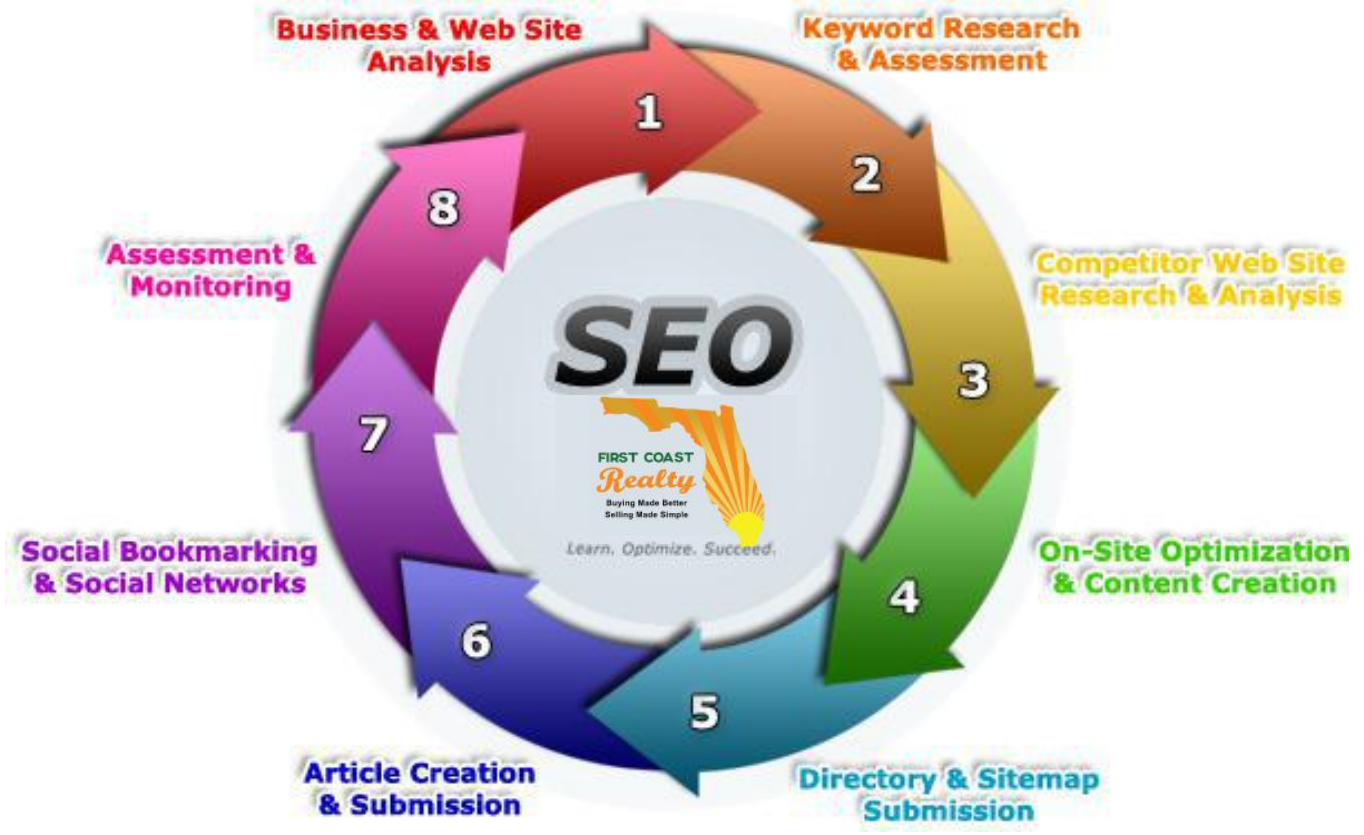 Business & Web Site
Analysis
1
Keyword Research
& Assessment
2
Competitor Web Site
Research & Analysis
3
On-Site Optimization
& Content Creation
4
Directory & Sitemap
Submission
5
Article Creation
& Submission
6
Social Bookmarking
& Social Networks
7
Assessment &
Monitoring
8
SEO
FIRST COAST
Realty
Buying Made Better
Selling Made Simple
Learn. Optimize. Succeed.